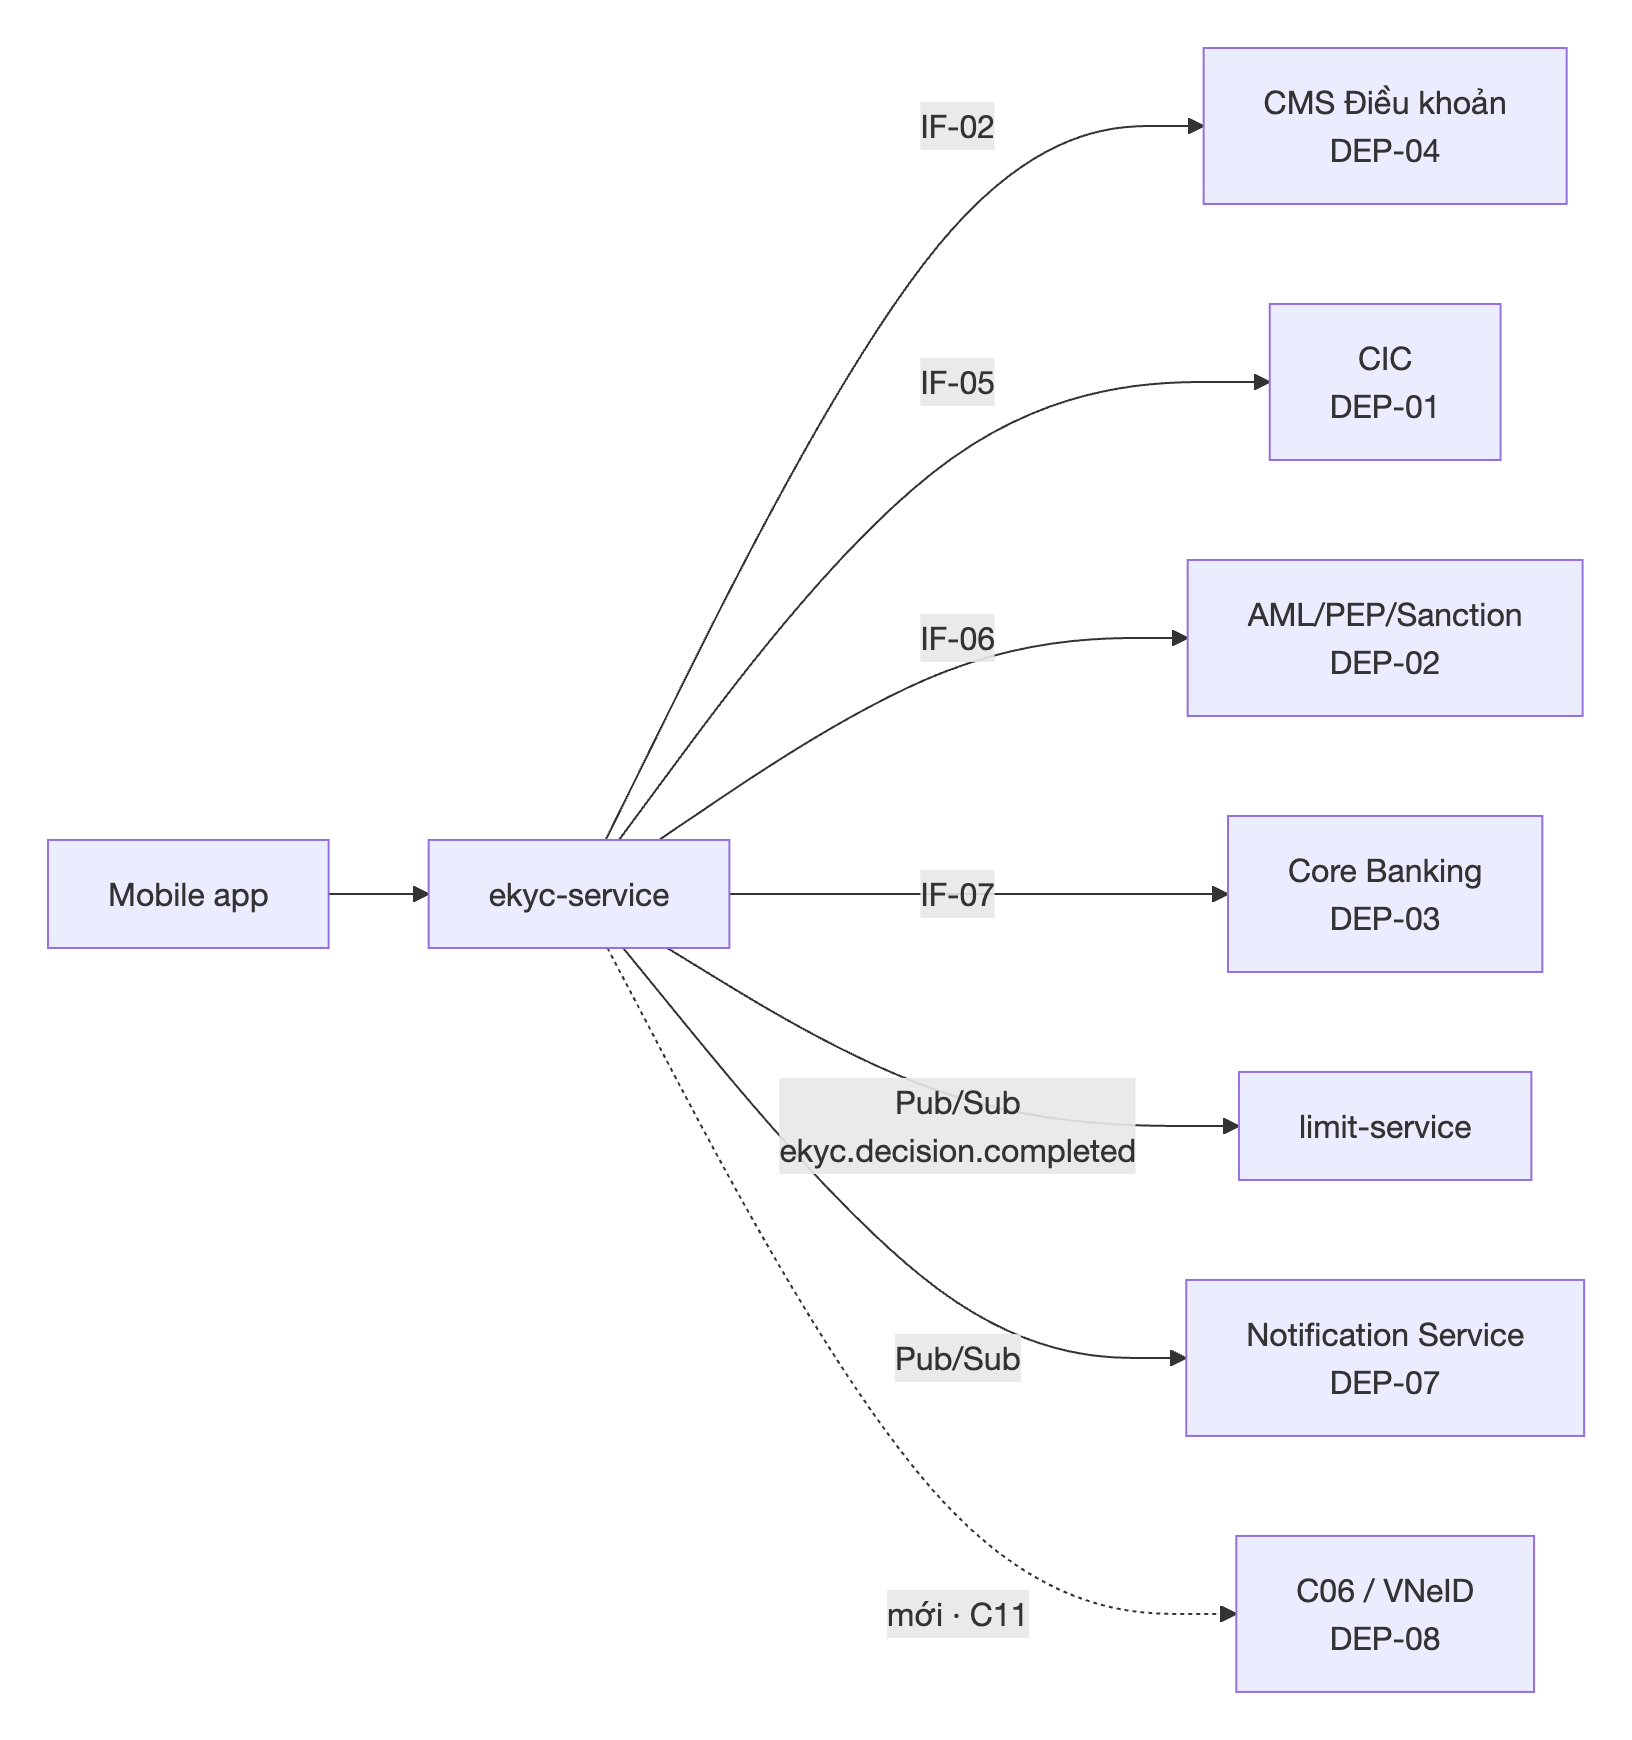 IF-02
CMS Điều khoản
DEP-04
IF-05
CIC
DEP-01
IF-06
AML/PEP/Sanction
DEP-02
Mobile app
ekyc-service
IF-07
Core Banking
DEP-03
Pub/Sub
ekyc.decision.completed
limit-service
Pub/Sub
Notification Service
DEP-07
mới · C11
C06 / VNeID
DEP-08